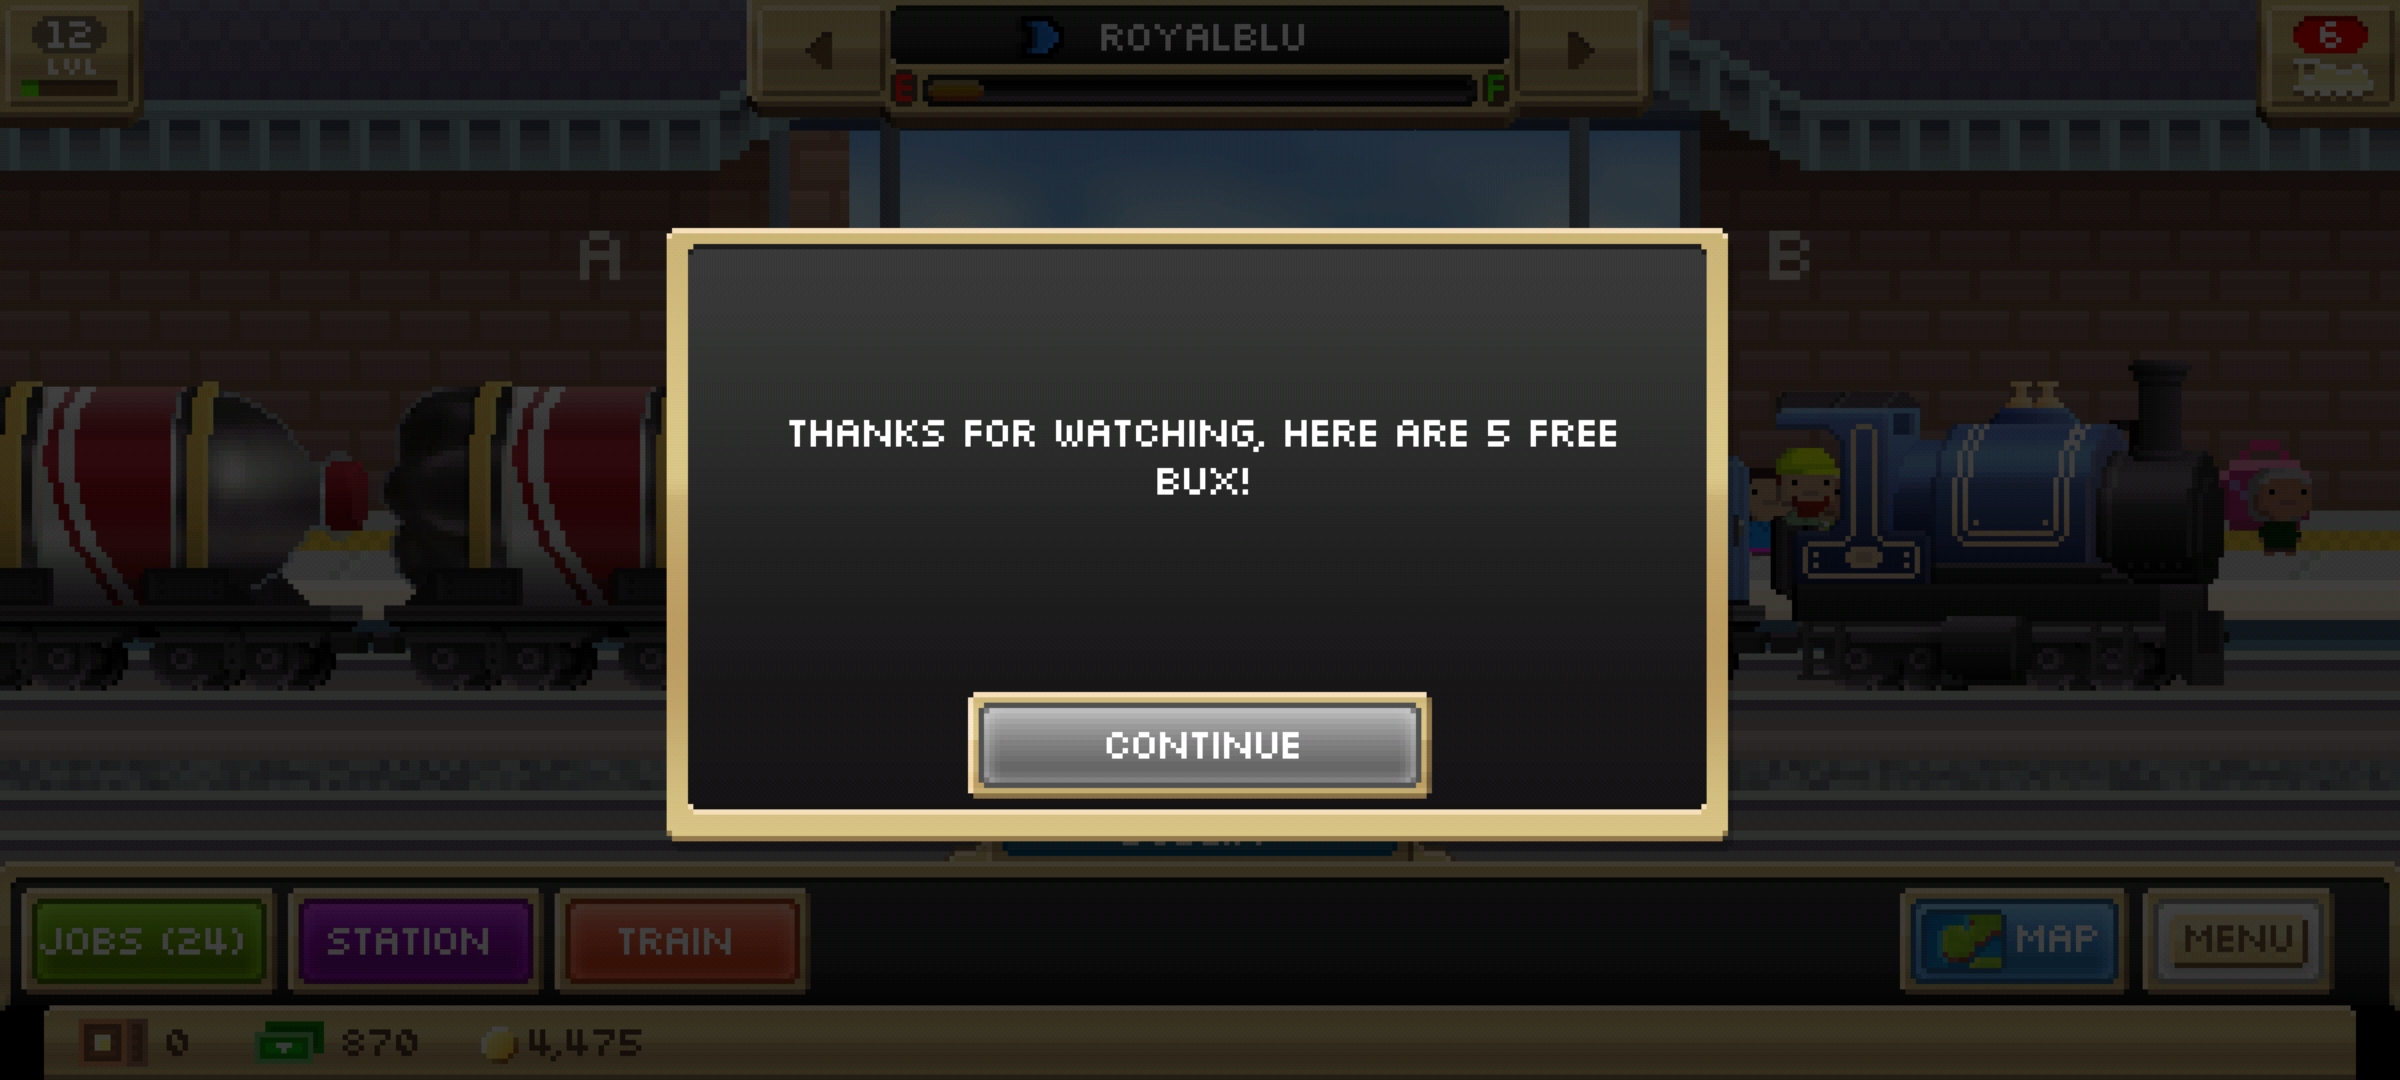 12
LVL
ROYALBLU
E
F
6
A
B
THANKS FOR WATCHING, HERE ARE 5 FREE
BUX!
CONTINUE
JOBS (24)
STATION
TRAIN
MAP
MENU
0
870
4,475